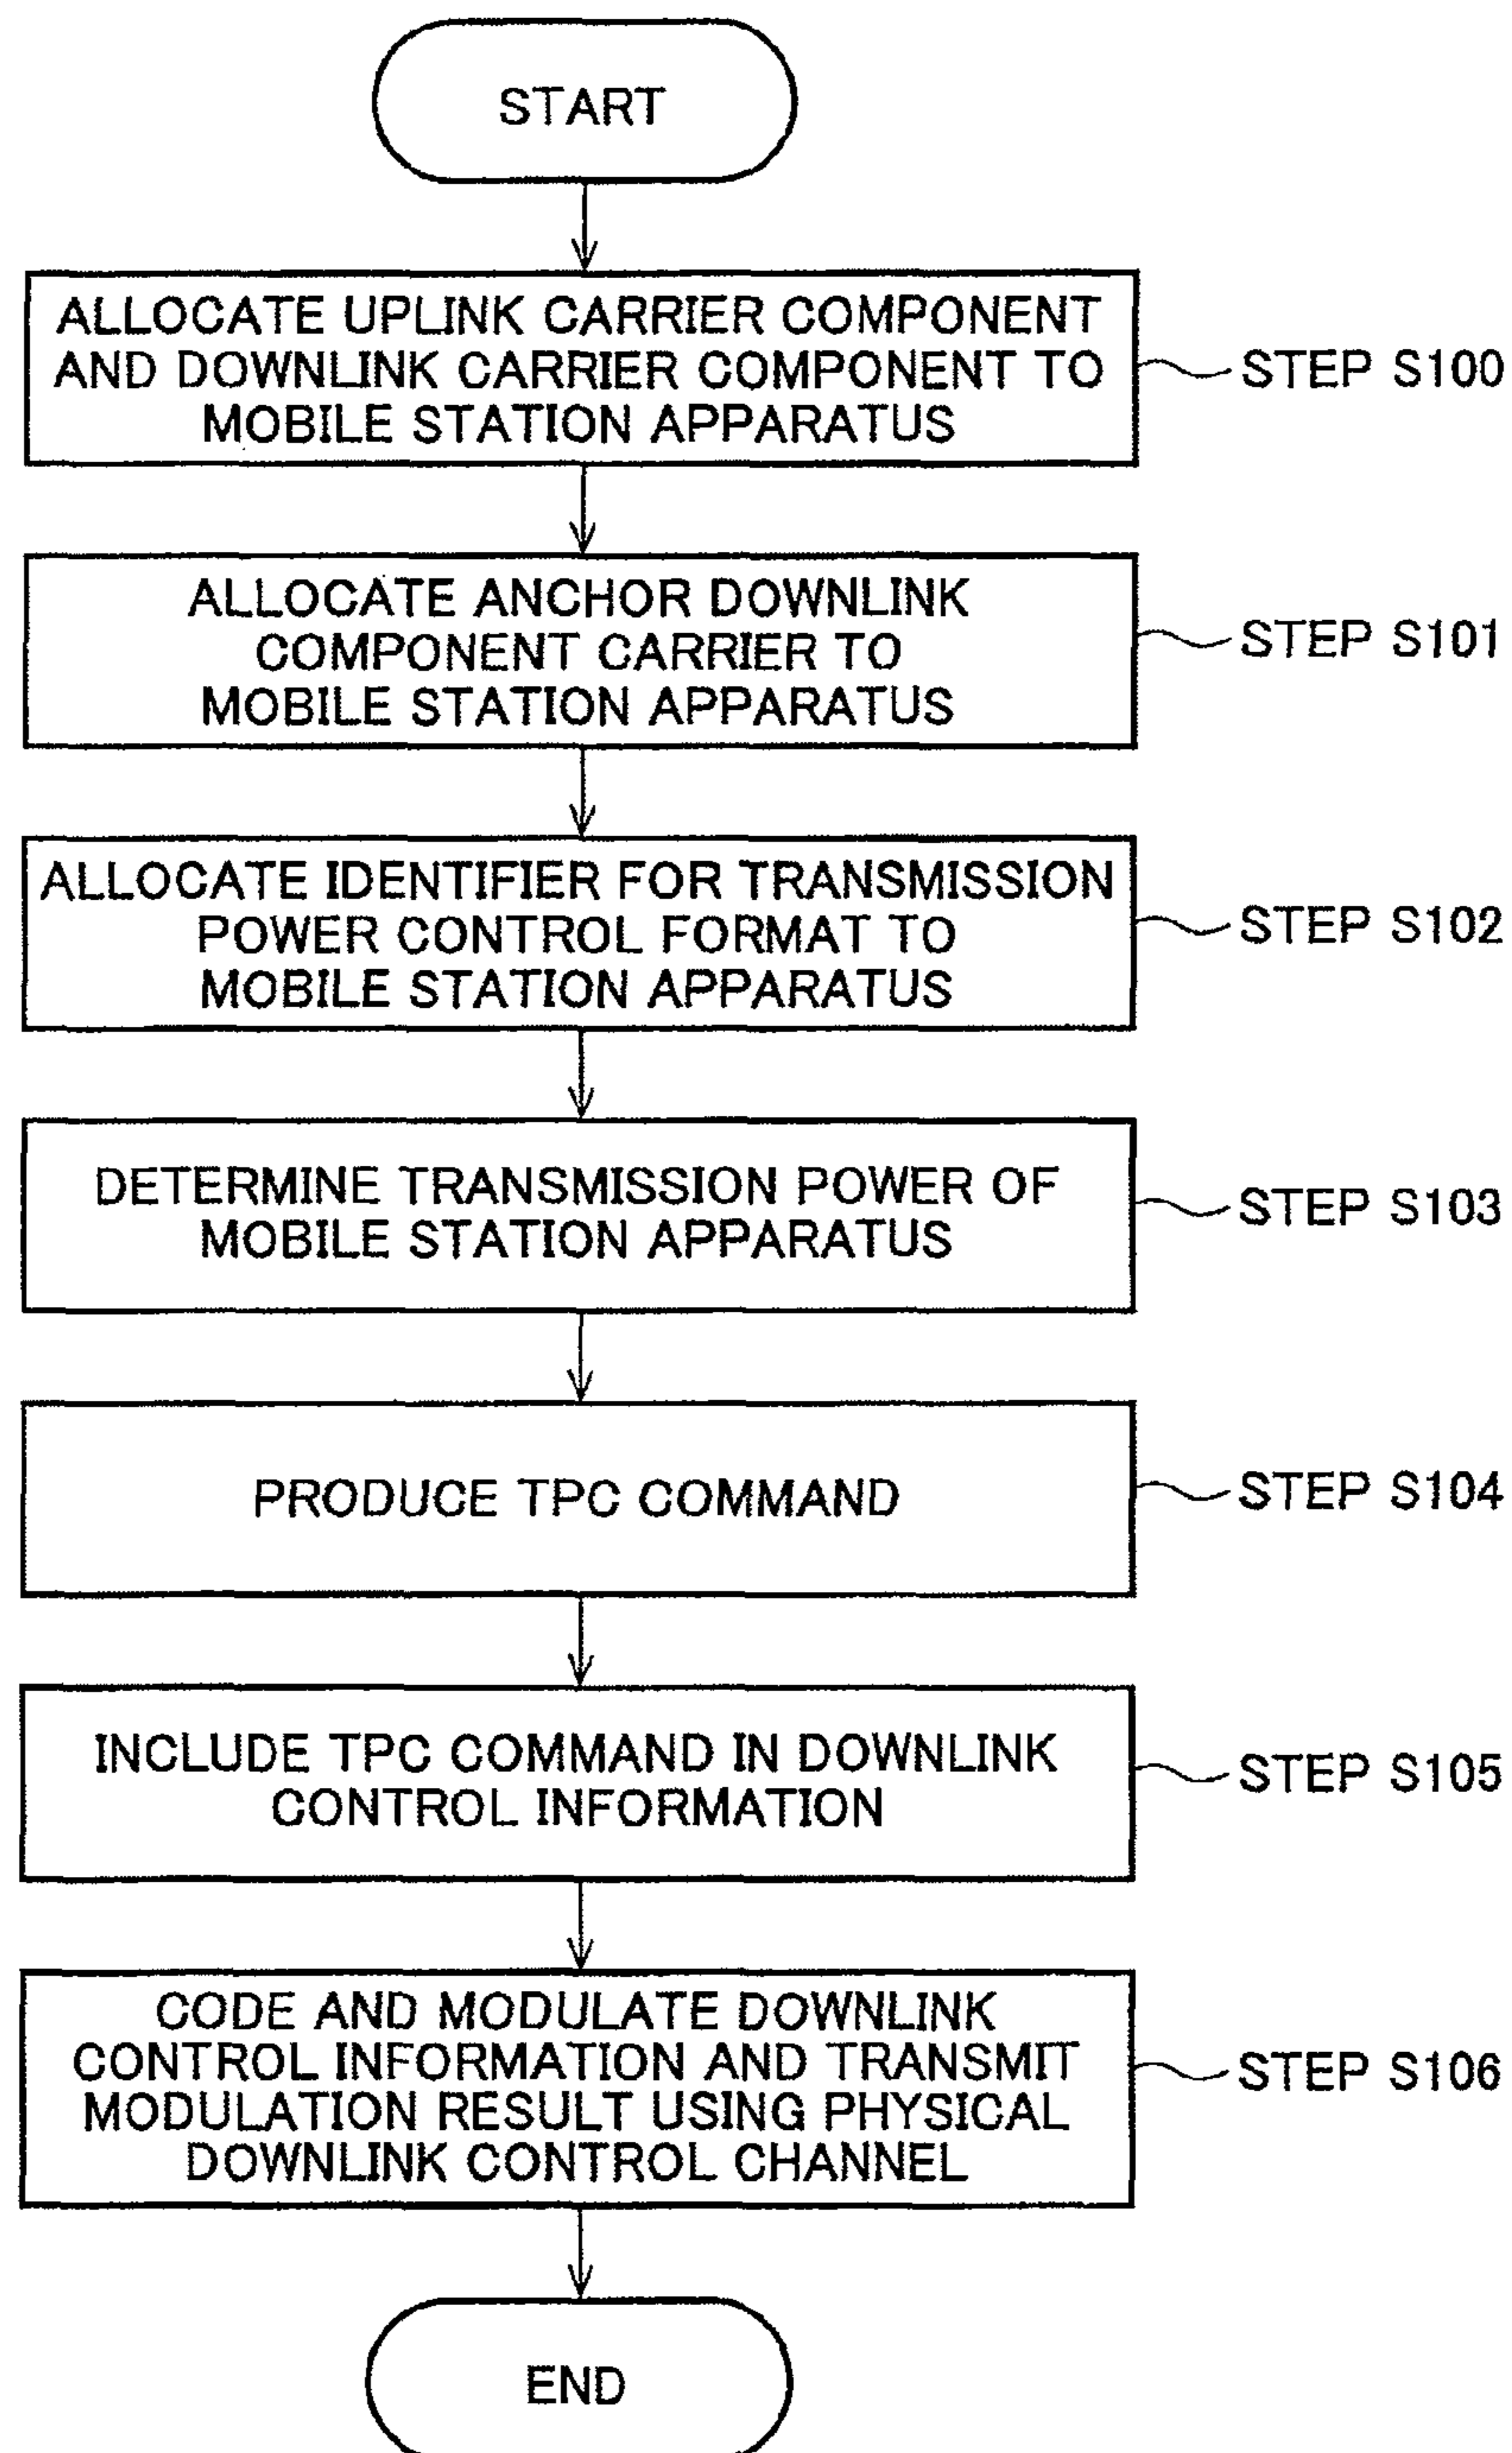 START
ALLOCATE UPLINK CARRIER COMPONENT
AND DOWNLINK CARRIER COMPONENT TO
MOBILE STATION APPARATUS
STEP S100
ALLOCATE ANCHOR DOWNLINK
COMPONENT CARRIER TO
MOBILE STATION APPARATUS
STEP S101
ALLOCATE IDENTIFIER FOR TRANSMISSION
POWER CONTROL FORMAT TO
MOBILE STATION APPARATUS
STEP S102
DETERMINE TRANSMISSION POWER OF
MOBILE STATION APPARATUS
STEP S103
PRODUCE TPC COMMAND
STEP S104
INCLUDE TPC COMMAND IN DOWNLINK
CONTROL INFORMATION
STEP S105
CODE AND MODULATE DOWNLINK
CONTROL INFORMATION AND TRANSMIT
MODULATION RESULT USING PHYSICAL
DOWNLINK CONTROL CHANNEL
STEP S106
END